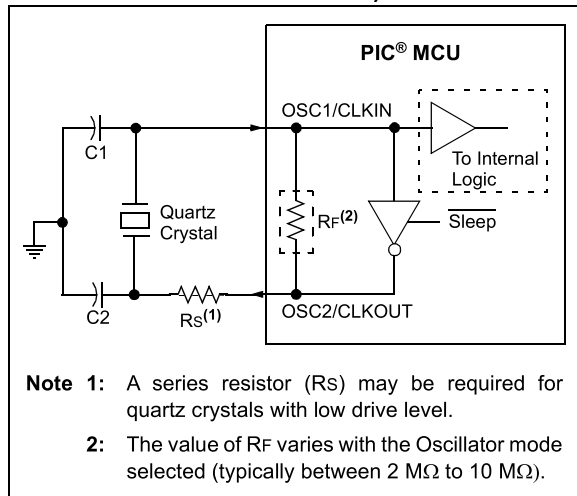 PIC® MCU
OSC1/CLKIN
C1
To Internal
Logic
Quartz
Crystal
RF(2)
Sleep
C2
RS(1)
OSC2/CLKOUT
Note 1: A series resistor (RS) may be required for
quartz crystals with low drive level.
2: The value of RF varies with the Oscillator mode
selected (typically between 2 MΩ to 10 MΩ).